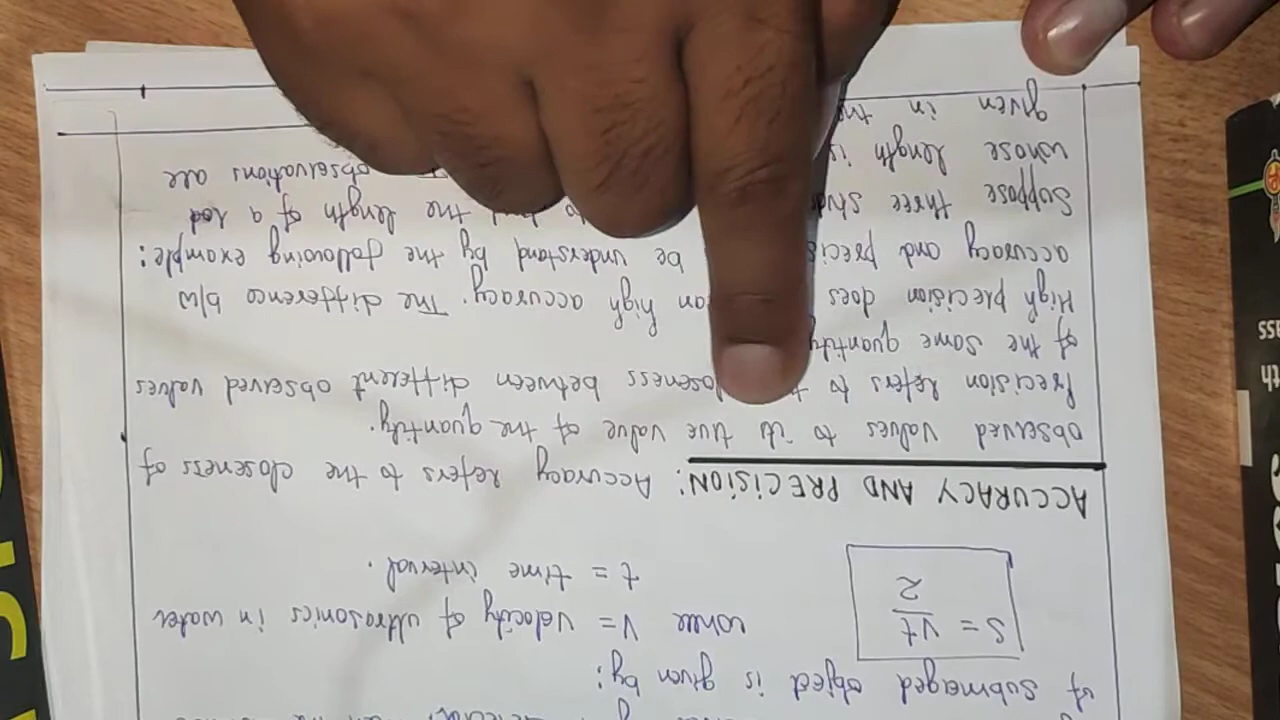 of submerged object is given by:
S = Vt/2 where V = velocity of ultrasonics in water
t = time interval.
ACCURACY AND PRECISION: Accuracy refers to the closeness of
observed values to its true value of the quantity.
Precision refers to closeness between different observed values
of the same quantity
High precision does high accuracy. The difference b/w
accuracy and be understand by the following example:
Suppose three the length of a rod
whose length is observations are
given in the